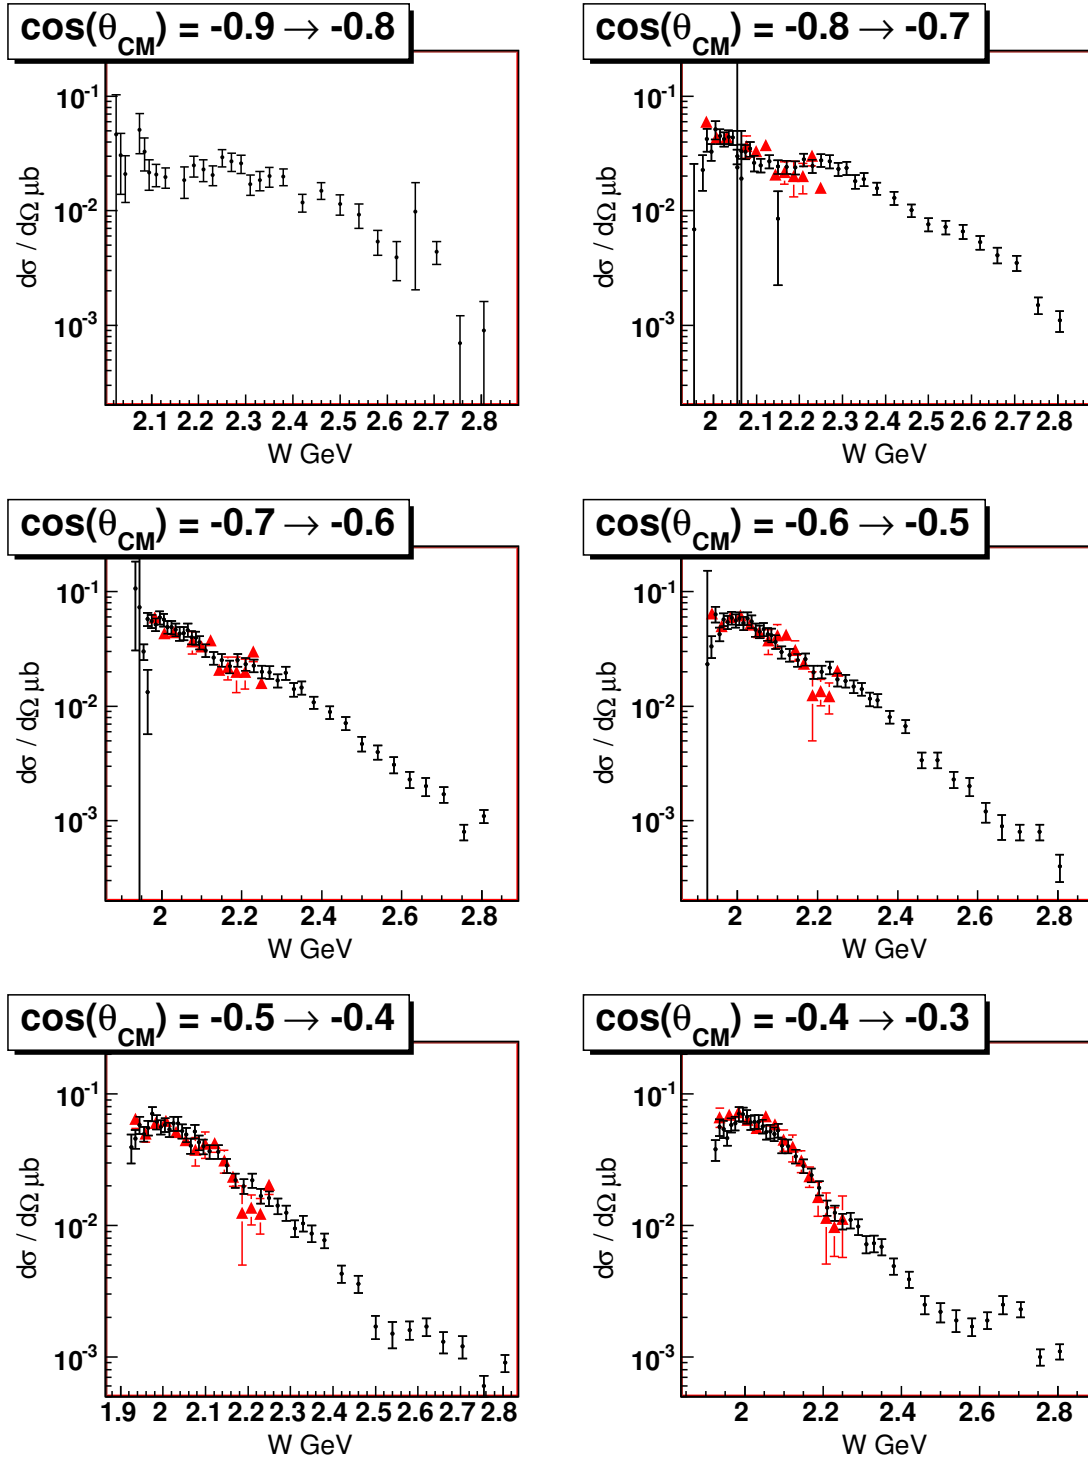 cos(θCM) = -0.9 → -0.8
dσ / dΩ μb
10-1
10-2
10-3
2.1 2.2 2.3 2.4 2.5 2.6 2.7 2.8
W GeV
cos(θCM) = -0.8 → -0.7
dσ / dΩ μb
10-1
10-2
10-3
2 2.1 2.2 2.3 2.4 2.5 2.6 2.7 2.8
W GeV
cos(θCM) = -0.7 → -0.6
dσ / dΩ μb
10-1
10-2
10-3
2 2.2 2.4 2.6 2.8
W GeV
cos(θCM) = -0.6 → -0.5
dσ / dΩ μb
10-1
10-2
10-3
2 2.2 2.4 2.6 2.8
W GeV
cos(θCM) = -0.5 → -0.4
dσ / dΩ μb
10-1
10-2
10-3
1.9 2 2.1 2.2 2.3 2.4 2.5 2.6 2.7 2.8
W GeV
cos(θCM) = -0.4 → -0.3
dσ / dΩ μb
10-1
10-2
10-3
2 2.2 2.4 2.6 2.8
W GeV